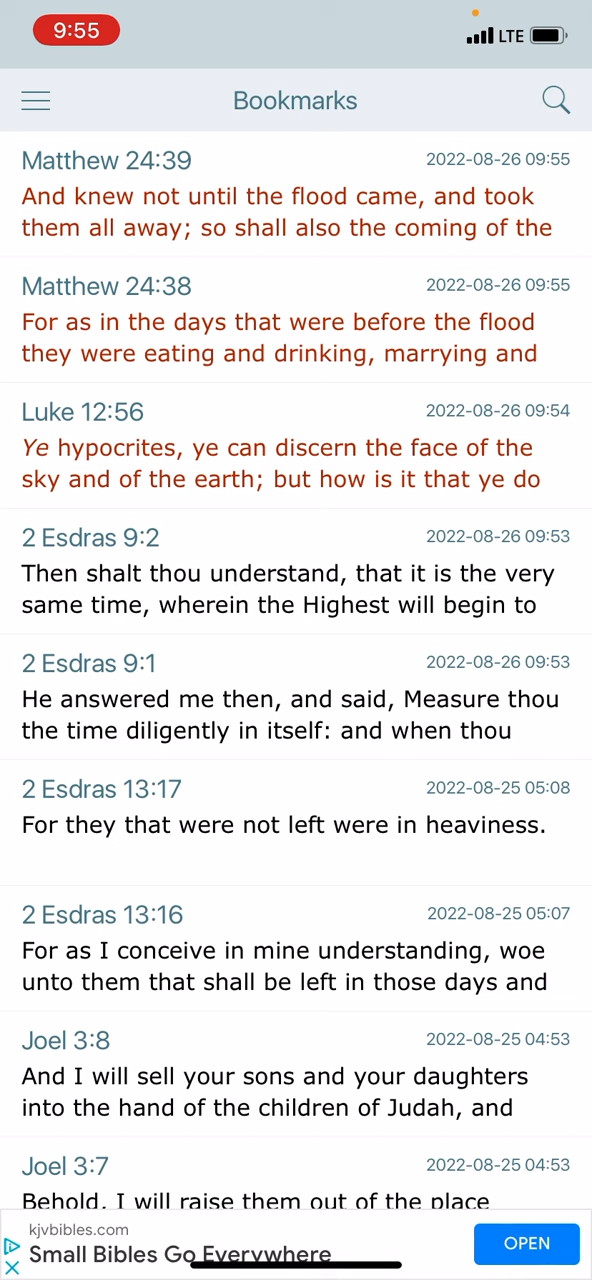 9:55
LTE
Bookmarks
Matthew 24:39 2022-08-26 09:55
And knew not until the flood came, and took
them all away; so shall also the coming of the
Matthew 24:38 2022-08-26 09:55
For as in the days that were before the flood
they were eating and drinking, marrying and
Luke 12:56 2022-08-26 09:54
Ye hypocrites, ye can discern the face of the
sky and of the earth; but how is it that ye do
2 Esdras 9:2 2022-08-26 09:53
Then shalt thou understand, that it is the very
same time, wherein the Highest will begin to
2 Esdras 9:1 2022-08-26 09:53
He answered me then, and said, Measure thou
the time diligently in itself: and when thou
2 Esdras 13:17 2022-08-25 05:08
For they that were not left were in heaviness.
2 Esdras 13:16 2022-08-25 05:07
For as I conceive in mine understanding, woe
unto them that shall be left in those days and
Joel 3:8 2022-08-25 04:53
And I will sell your sons and your daughters
into the hand of the children of Judah, and
Joel 3:7 2022-08-25 04:53
Behold, I will raise them out of the place
kjvbibles.com
Small Bibles Go Everywhere
OPEN